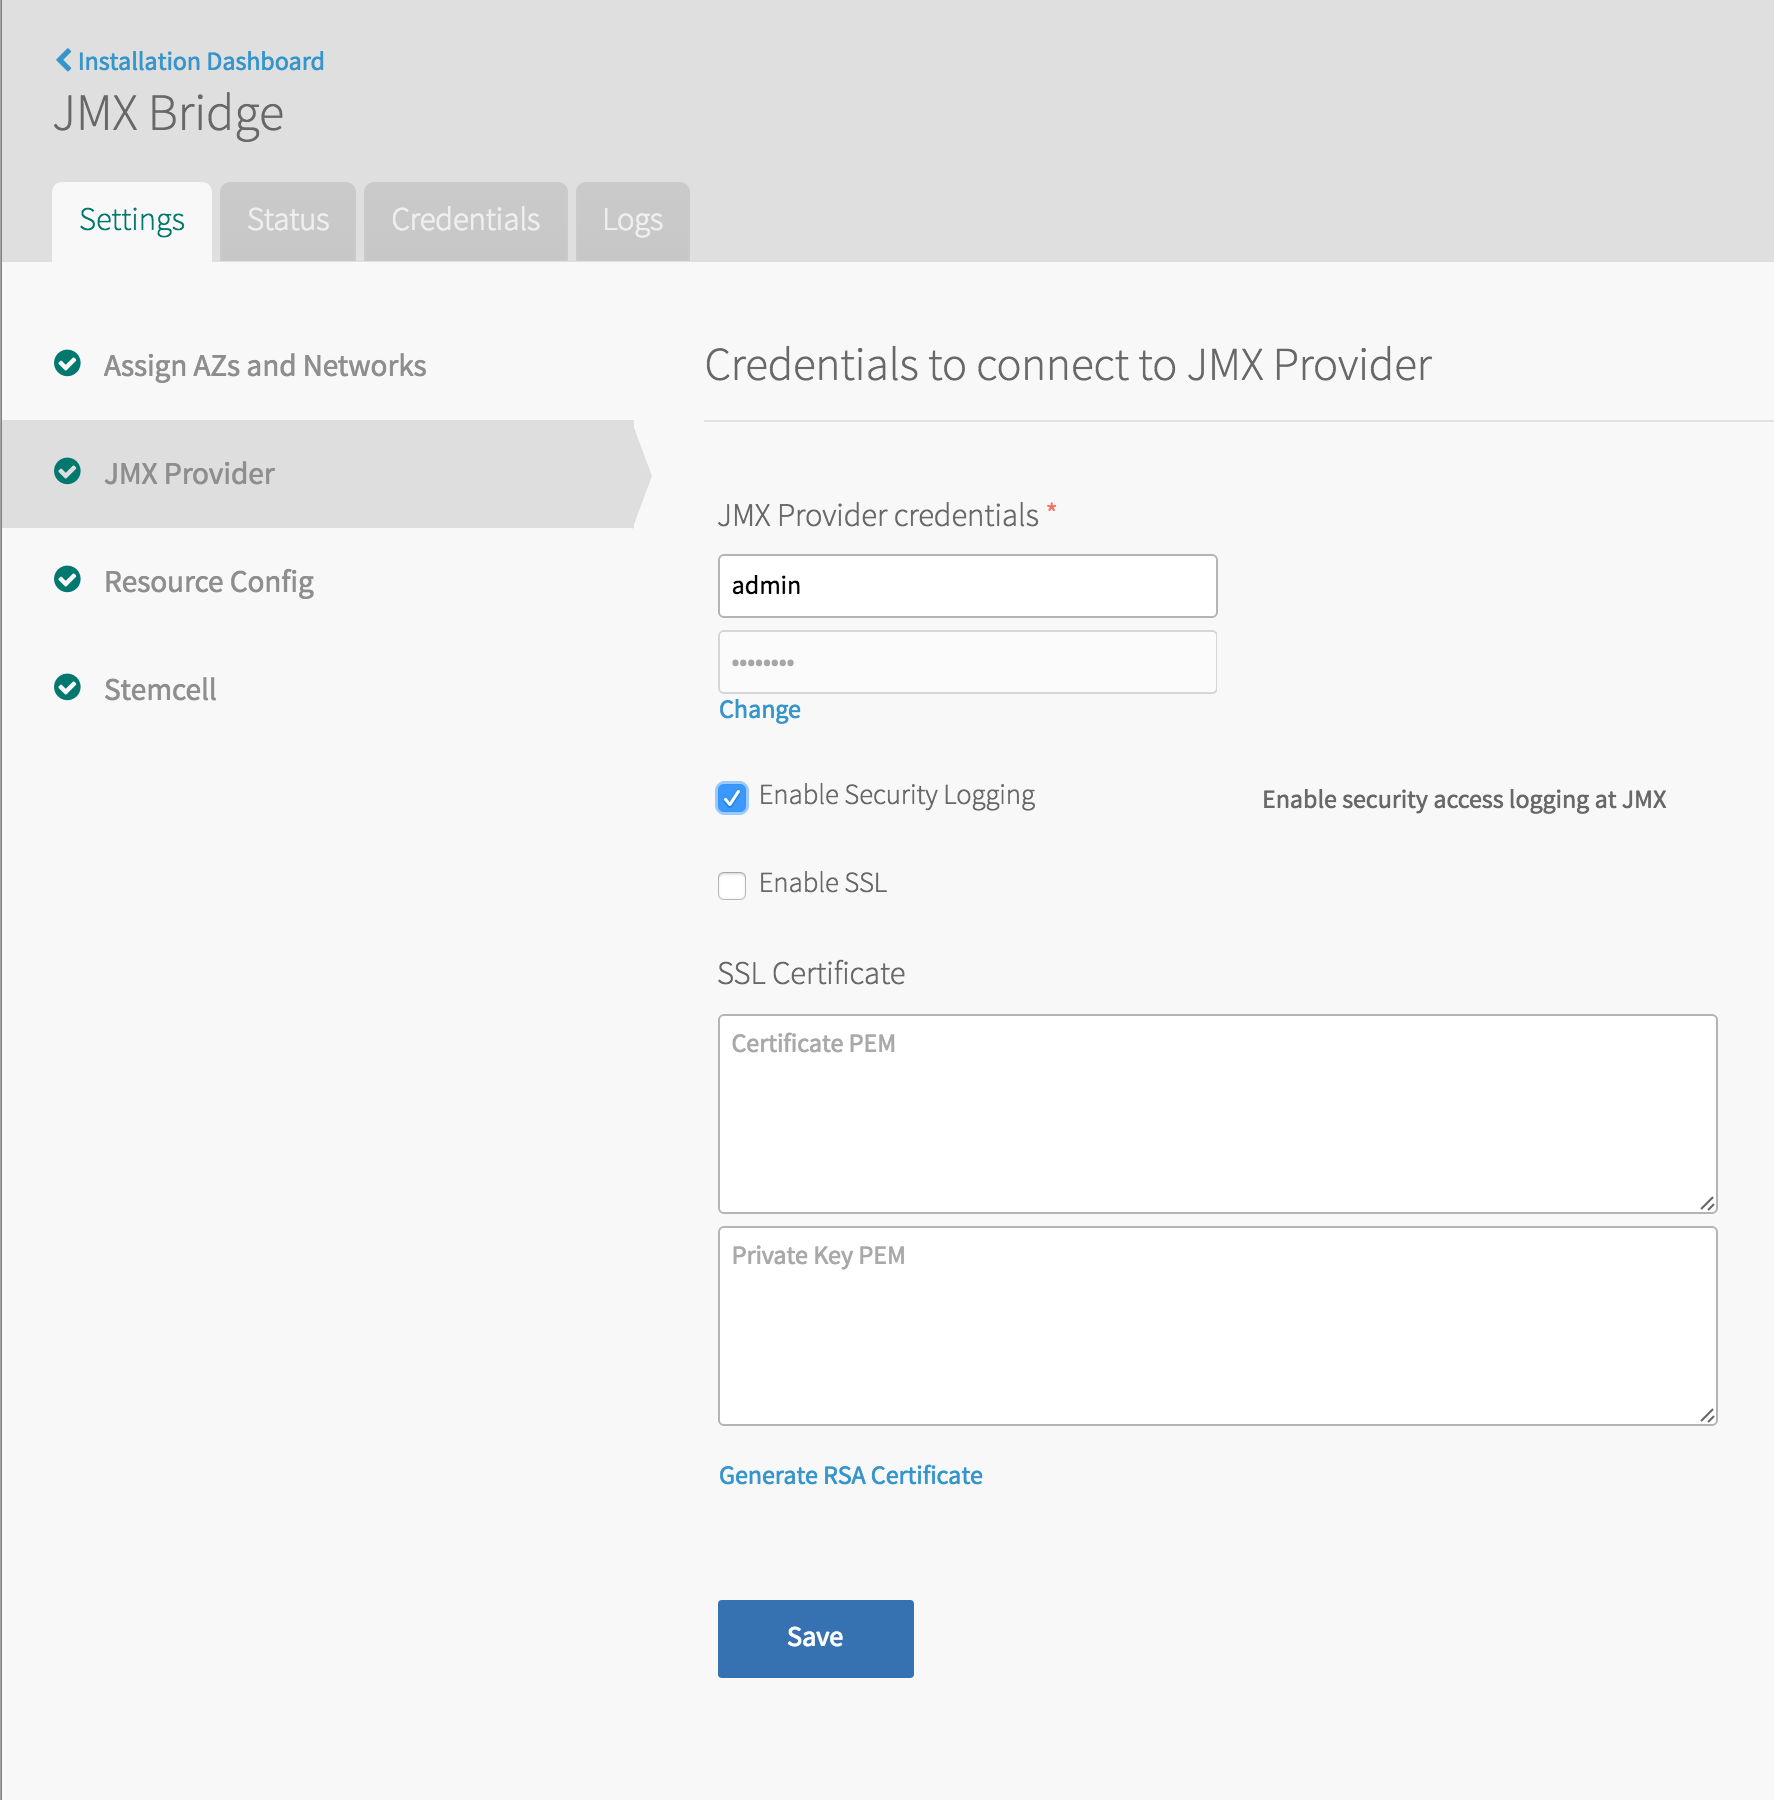 Installation Dashboard
JMX Bridge
Settings
Status
Credentials
Logs
Assign AZs and Networks
JMX Provider
Resource Config
Stemcell
Credentials to connect to JMX Provider
JMX Provider credentials *
admin
••••••••
Change
Enable Security Logging
Enable security access logging at JMX
Enable SSL
SSL Certificate
Certificate PEM
Private Key PEM
Generate RSA Certificate
Save